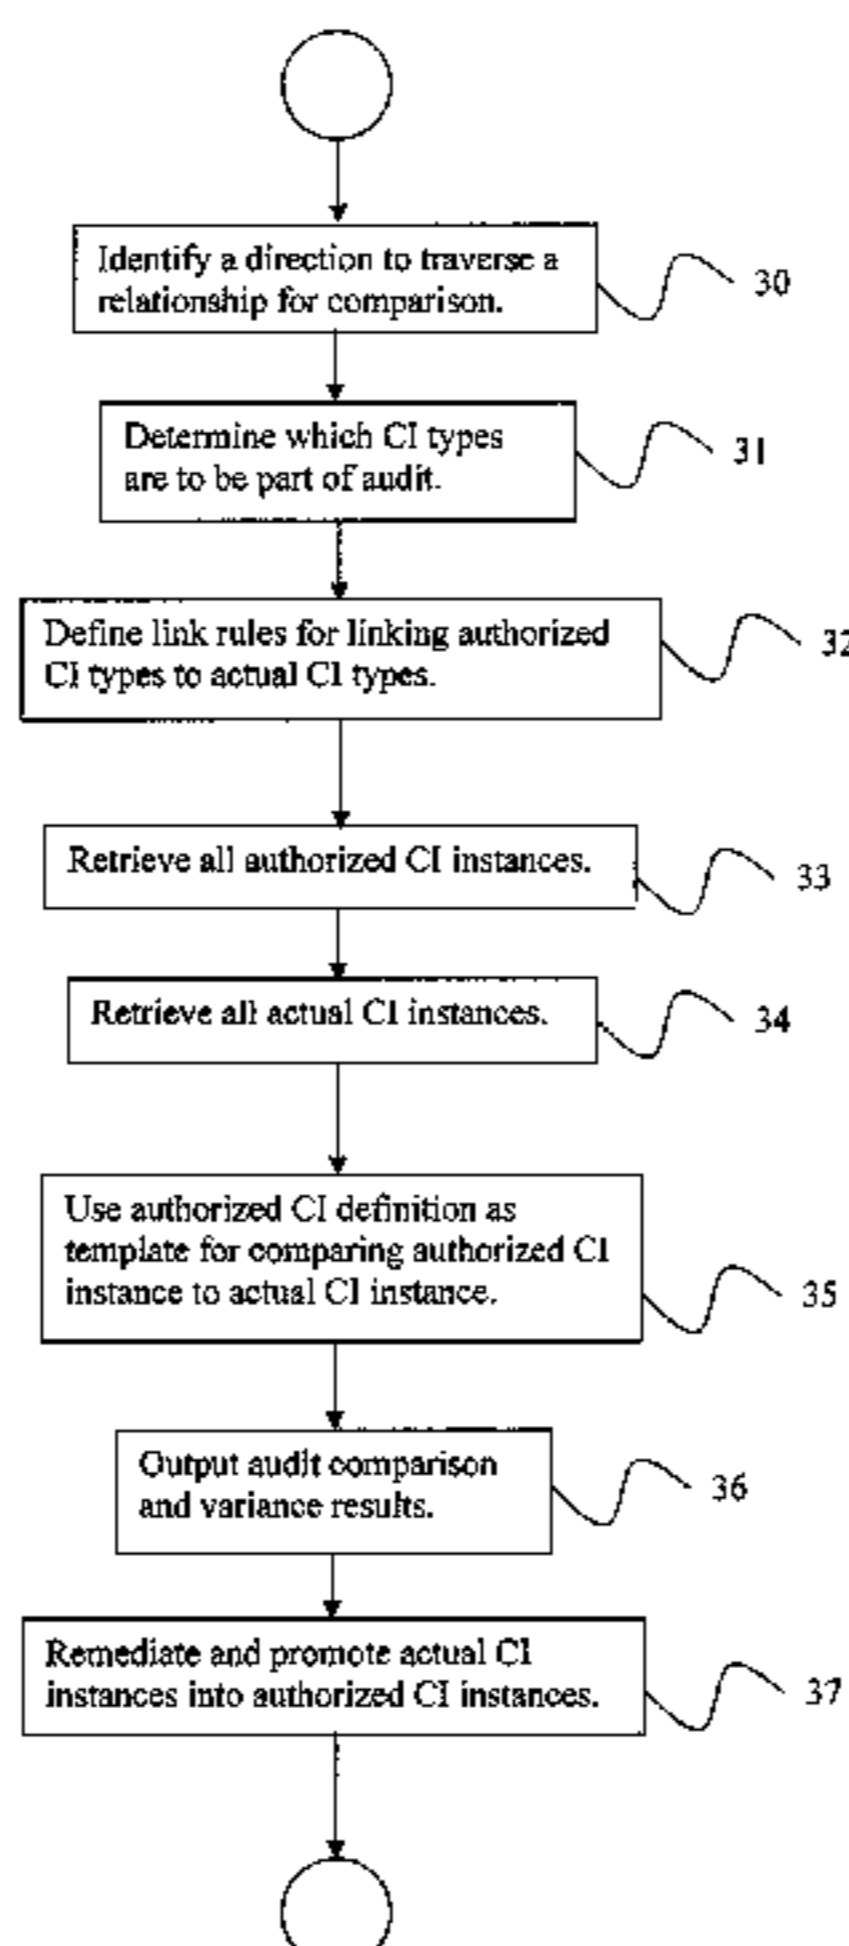 Identify a direction to traverse a
relationship for comparison.
30
Determine which CI types
are to be part of audit.
31
Define link rules for linking authorized
CI types to actual CI types.
32
Retrieve all authorized CI instances.
33
Retrieve all actual CI instances.
34
Use authorized CI definition as
template for comparing authorized CI
instance to actual CI instance.
35
Output audit comparison
and variance results.
36
Remediate and promote actual CI
instances into authorized CI instances.
37